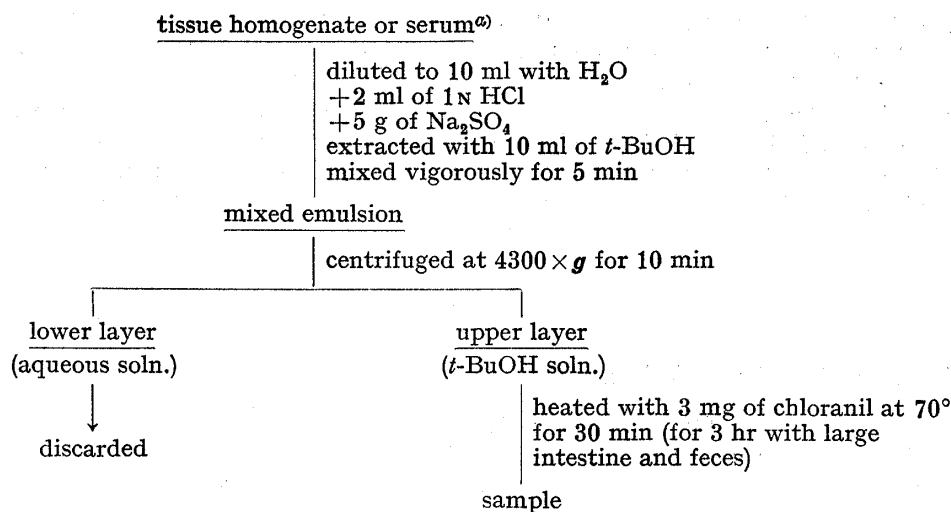 tissue homogenate or serum a)
diluted to 10 ml with H₂O
+2 ml of 1N HCl
+5 g of Na₂SO₄
extracted with 10 ml of t-BuOH
mixed vigorously for 5 min
mixed emulsion
centrifuged at 4300×g for 10 min
lower layer
(aqueous soln.)
discarded
upper layer
(t-BuOH soln.)
heated with 3 mg of chloranil at 70°
for 30 min (for 3 hr with large
intestine and feces)
sample